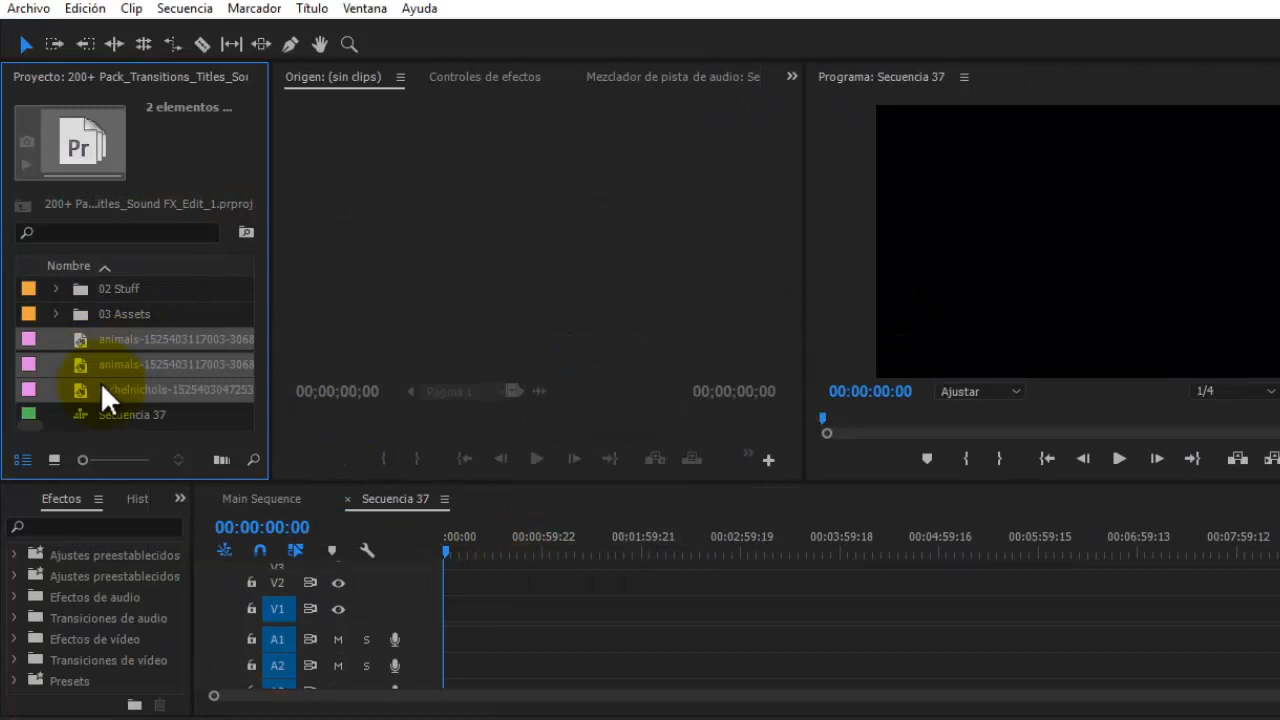 Archivo Edición Clip Secuencia Marcador Título Ventana Ayuda
Proyecto: 200+ Pack_Transitions_Titles_Sou
Origen: (sin clips) Controles de efectos Mezclador de pista de audio: Se
Programa: Secuencia 37
2 elementos ...
Pr
200+ Pa...itles_Sound FX_Edit_1.prproj
Nombre
02 Stuff
03 Assets
animals-1525403117003-3068
animals-1525403117003-3068
chelnichols-1525403047253
Secuencia 37
00;00;00;00 Página 1 00;00;00;00
00:00:00:00 Ajustar 1/4
Efectos Hist
Main Sequence × Secuencia 37
00:00:00:00
:00:00 00:00:59:22 00:01:59:21 00:02:59:19 00:03:59:18 00:04:59:16 00:05:59:15 00:06:59:13 00:07:59:12
Ajustes preestablecidos
Ajustes preestablecidos
Efectos de audio
Transiciones de audio
Efectos de vídeo
Transiciones de vídeo
Presets
V3
V2
V1
A1 M S
A2 M S